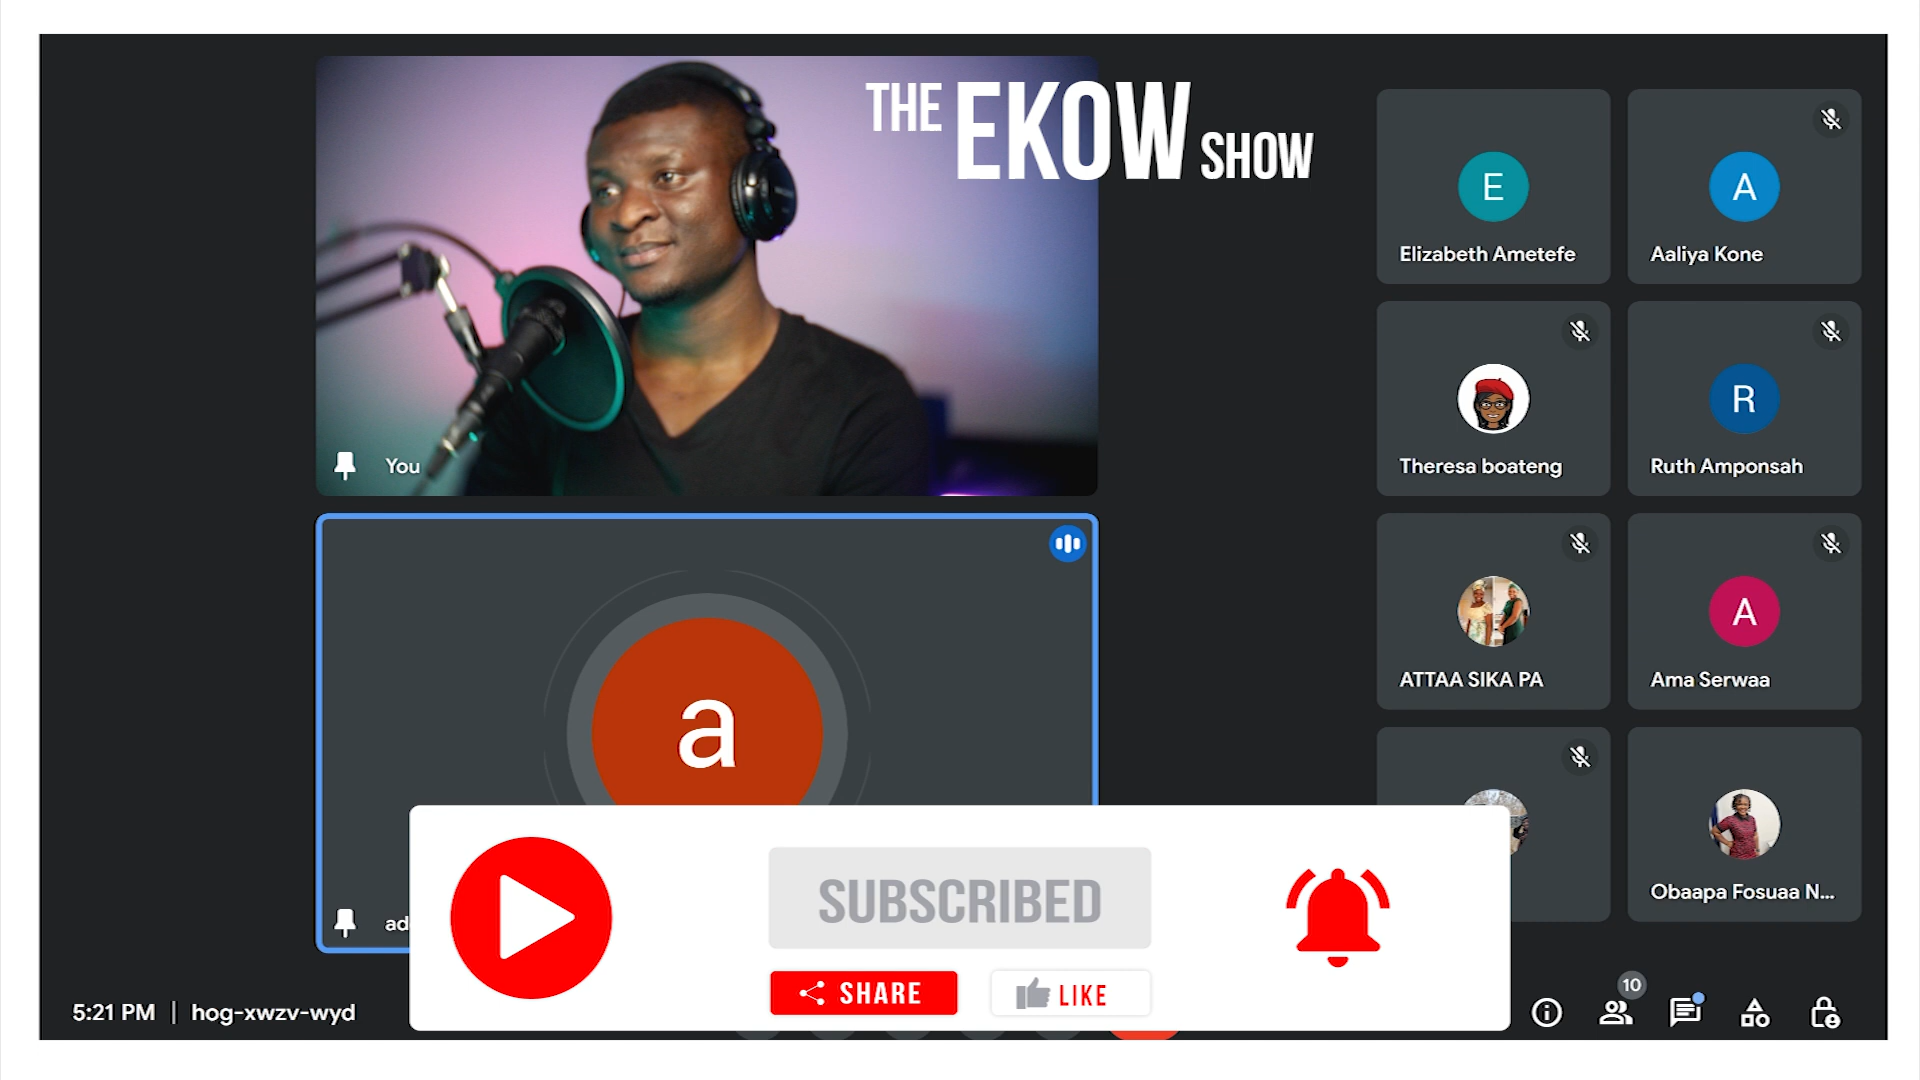 THE EKOW SHOW
E
A
Elizabeth Ametefe
Aaliya Kone
R
Theresa boateng
Ruth Amponsah
You
A
ATTAA SIKA PA
Ama Serwaa
a
Obaapa Fosuaa N...
ad
SUBSCRIBED
SHARE
LIKE
5:21 PM | hog-xwzv-wyd
10